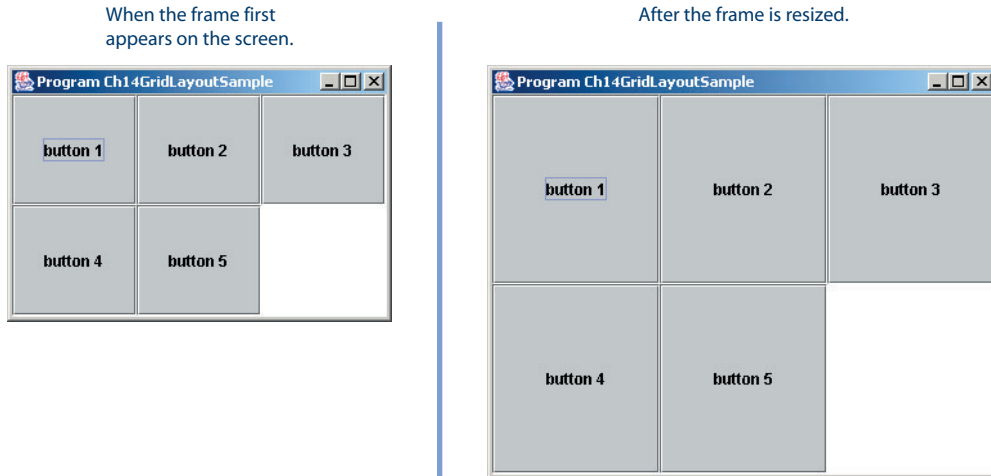 When the frame first
appears on the screen.
Program Ch14GridLayoutSample
button 1 button 2 button 3
button 4 button 5
After the frame is resized.
Program Ch14GridLayoutSample
button 1 button 2 button 3
button 4 button 5